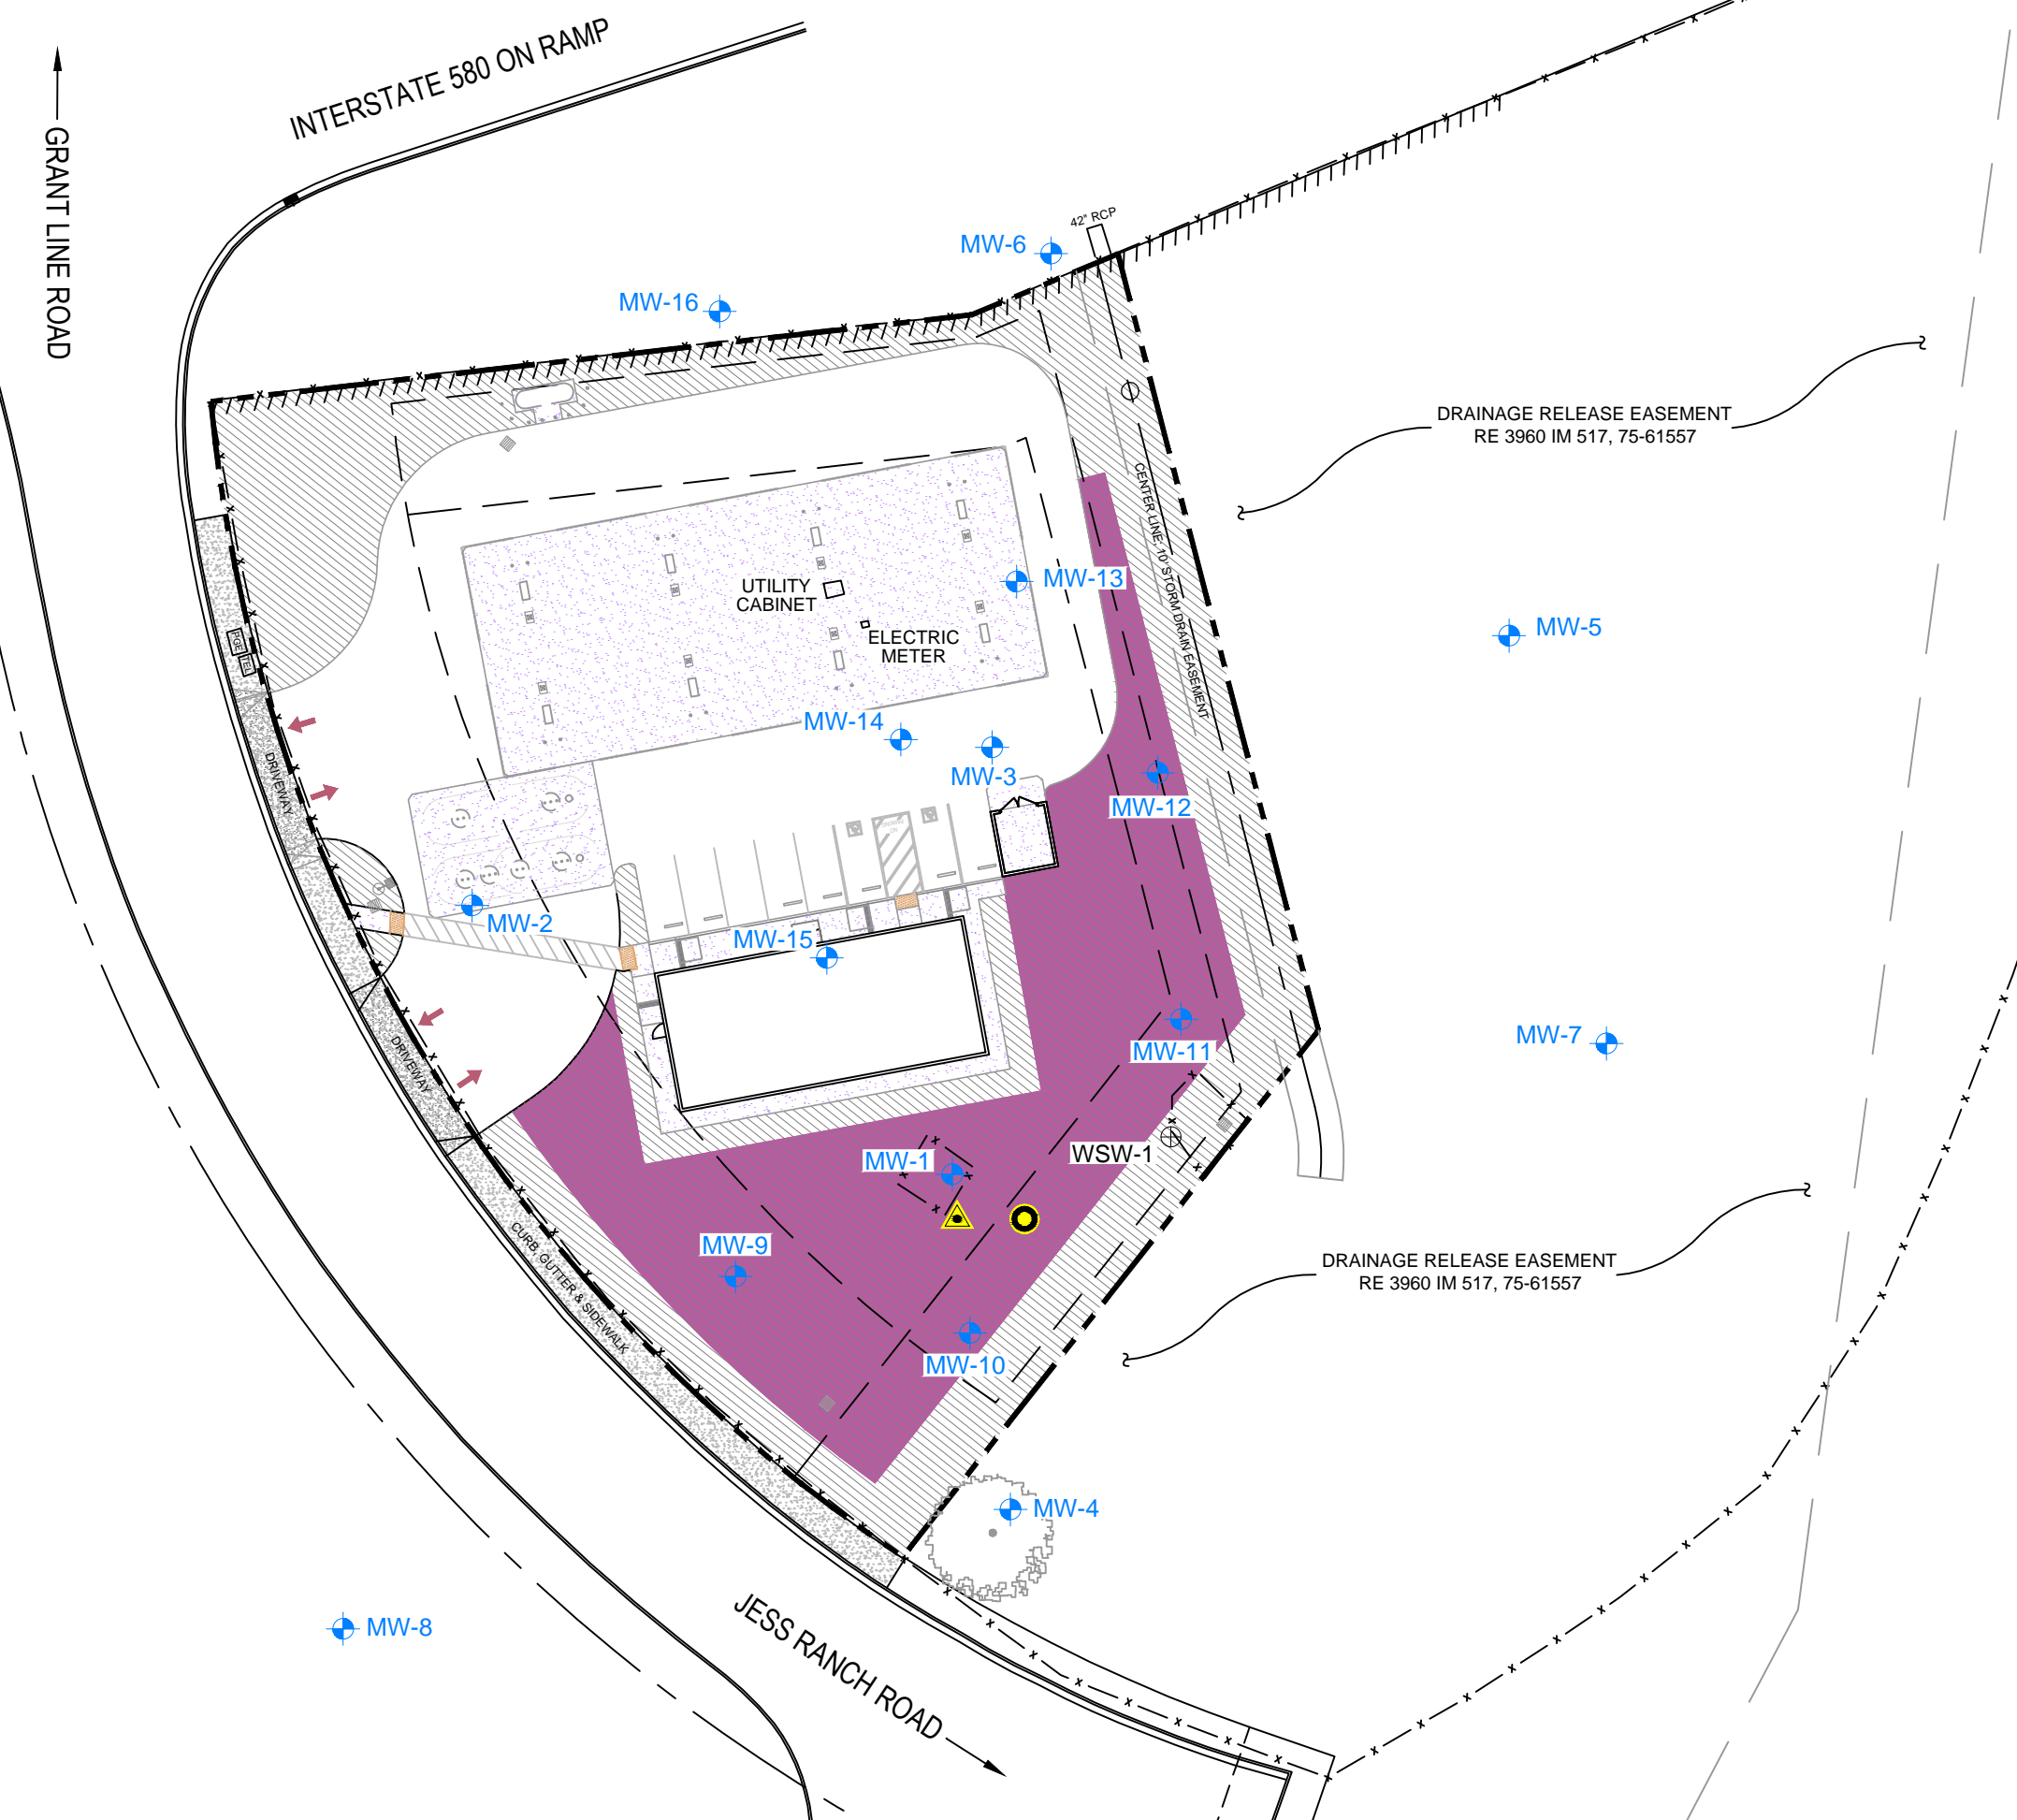 INTERSTATE 580 ON RAMP
GRANT LINE ROAD
42" RCP
MW-6
MW-16
DRAINAGE RELEASE EASEMENT
RE 3960 IM 517, 75-61557
CENTER LINE, 10' STORM DRAIN EASEMENT
UTILITY
CABINET
MW-13
ELECTRIC
METER
MW-5
PGE
TEL
MW-14
MW-3
DRIVEWAY
MW-12
MW-2
MW-15
DRIVEWAY
MW-11
MW-7
WSW-1
MW-1
MW-9
CURB, GUTTER & SIDEWALK
DRAINAGE RELEASE EASEMENT
RE 3960 IM 517, 75-61557
MW-10
MW-4
MW-8
JESS RANCH ROAD